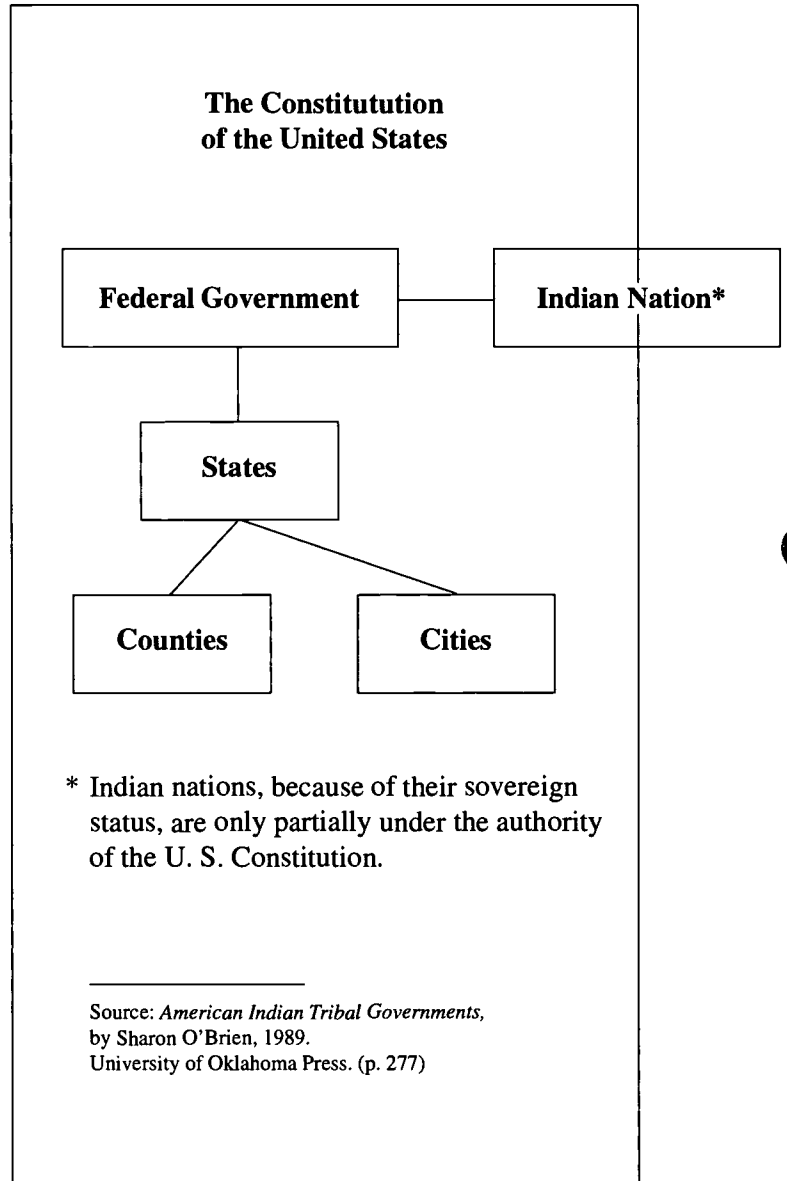 The Constitutution
of the United States
Federal Government
Indian Nation*
States
Counties
Cities
* Indian nations, because of their sovereign
status, are only partially under the authority
of the U. S. Constitution.
Source: American Indian Tribal Governments,
by Sharon O'Brien, 1989.
University of Oklahoma Press. (p. 277)